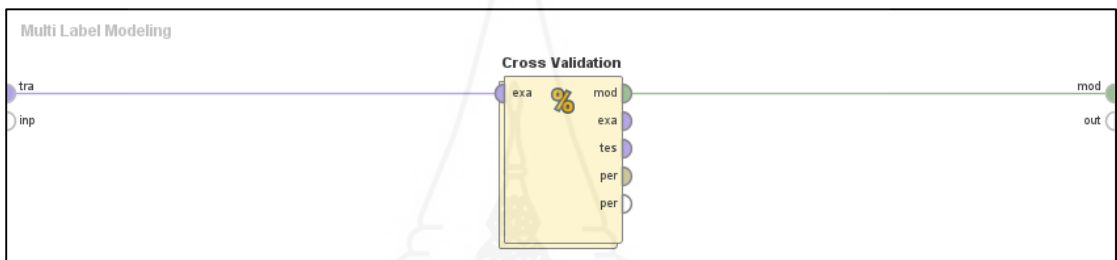 Multi Label Modeling
Cross Validation
tra
exa
%
mod
mod
inp
exa
out
tes
per
per